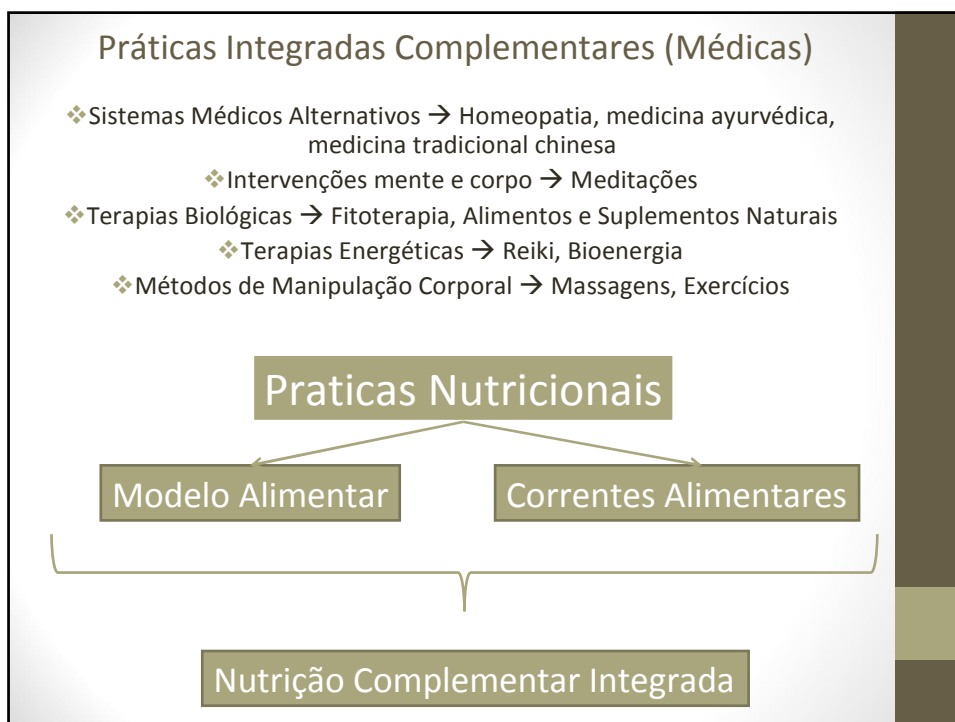 Práticas Integradas Complementares (Médicas)
❖Sistemas Médicos Alternativos → Homeopatia, medicina ayurvédica,
medicina tradicional chinesa
❖Intervenções mente e corpo → Meditações
❖Terapias Biológicas → Fitoterapia, Alimentos e Suplementos Naturais
❖Terapias Energéticas → Reiki, Bioenergia
❖Métodos de Manipulação Corporal → Massagens, Exercícios
Praticas Nutricionais
Modelo Alimentar
Correntes Alimentares
Nutrição Complementar Integrada